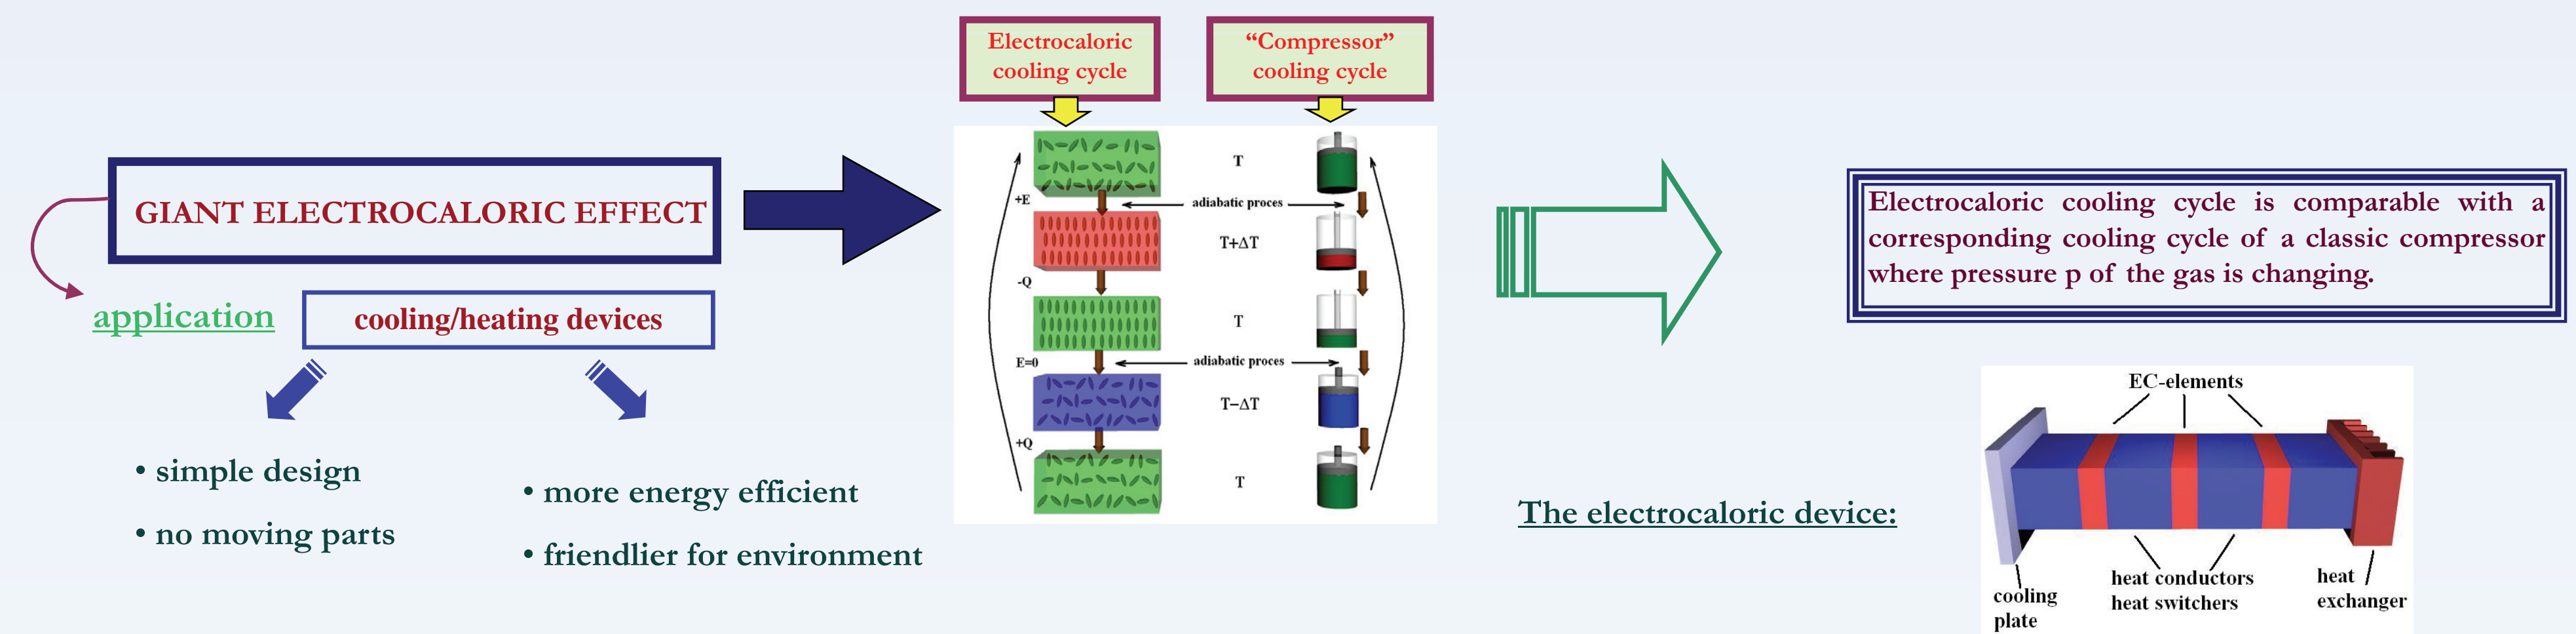 GIANT ELECTROCALORIC EFFECT
application
cooling/heating devices
• simple design
• no moving parts
• more energy efficient
• friendlier for environment
Electrocaloric
cooling cycle
“Compressor”
cooling cycle
T
+E
adiabatic proces
T+ΔT
-Q
T
E=0
adiabatic proces
T−ΔT
+Q
T
Electrocaloric cooling cycle is comparable with a
corresponding cooling cycle of a classic compressor
where pressure p of the gas is changing.
The electrocaloric device:
EC-elements
cooling
plate
heat conductors
heat switchers
heat
exchanger